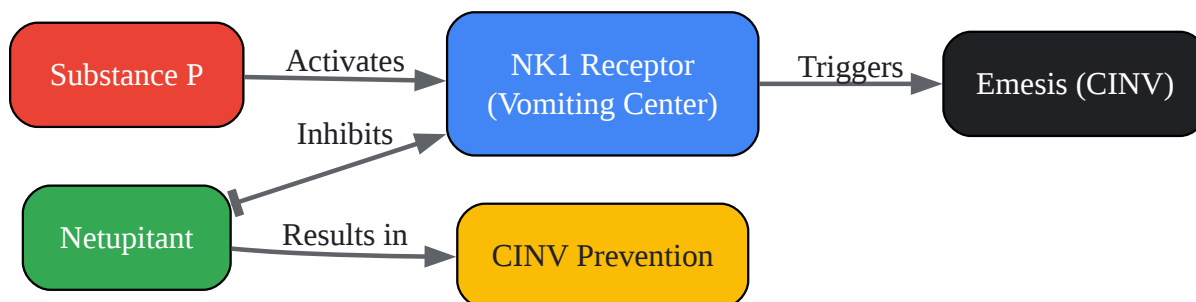 Substance P
Activates
NK1 Receptor
(Vomiting Center)
Triggers
Emesis (CINV)
Inhibits
Netupitant
Results in
CINV Prevention